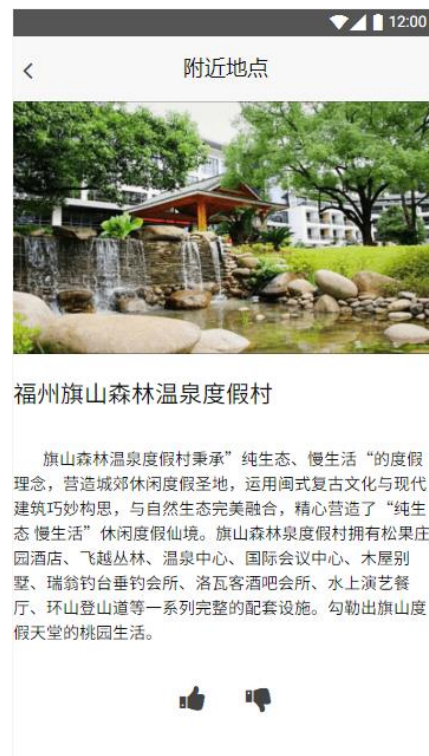 12:00
附近地点
福州旗山森林温泉度假村
旗山森林温泉度假村秉承”纯生态、慢生活“的度假
理念，营造城郊休闲度假圣地，运用闽式复古文化与现代
建筑巧妙构思，与自然生态完美融合，精心营造了“纯生
态 慢生活”休闲度假仙境。旗山森林泉度假村拥有松果庄
园酒店、飞越丛林、温泉中心、国际会议中心、木屋别
墅、瑞翁钓台垂钓会所、洛瓦客酒吧会所、水上演艺餐
厅、环山登山道等一系列完整的配套设施。勾勒出旗山度
假天堂的桃园生活。